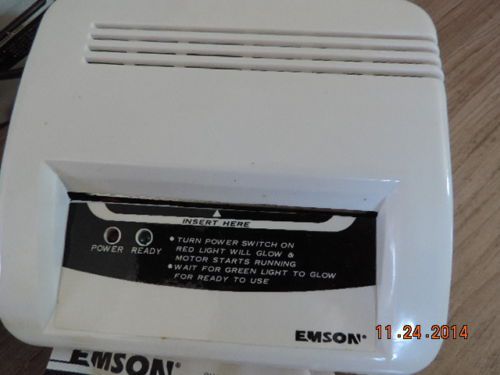 INSERT HERE
POWER READY
• TURN POWER SWITCH ON
RED LIGHT WILL GLOW &
MOTOR STARTS RUNNING
• WAIT FOR GREEN LIGHT TO GLOW
FOR READY TO USE
EMSON®
11.24.2014
EMSON®